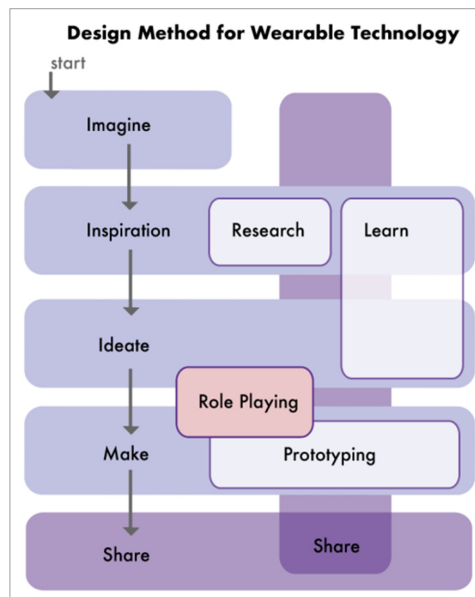 Design Method for Wearable Technology
start
Imagine
Inspiration
Research
Learn
Ideate
Role Playing
Make
Prototyping
Share
Share